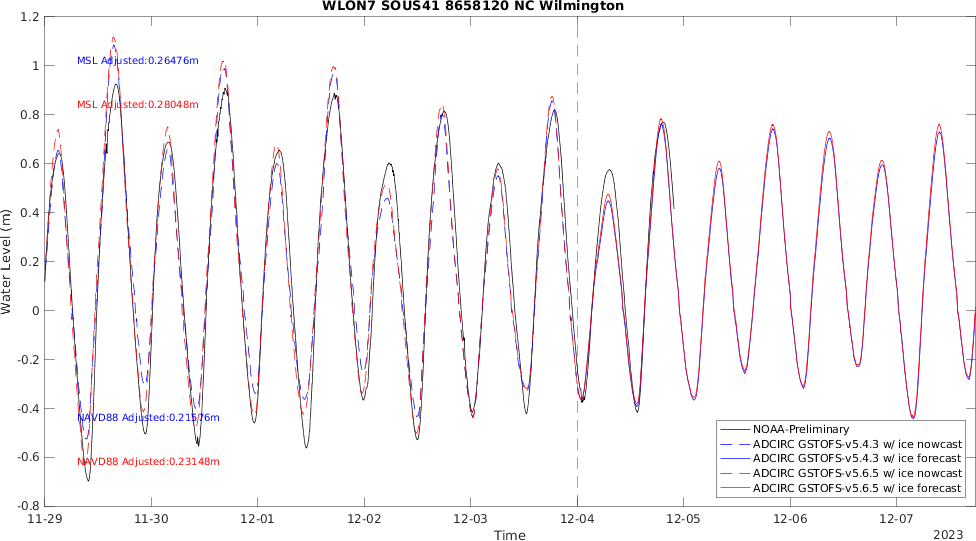 WLON7 SOUS41 8658120 NC Wilmington
1.2
1
0.8
0.6
0.4
0.2
0
-0.2
-0.4
-0.6
-0.8
Water Level (m)
MSL Adjusted:0.26476m
MSL Adjusted:0.28048m
NAVD88 Adjusted:0.21576m
NAVD88 Adjusted:0.23148m
NOAA-Preliminary
ADCIRC GSTOFS-v5.4.3 w/ ice nowcast
ADCIRC GSTOFS-v5.4.3 w/ ice forecast
ADCIRC GSTOFS-v5.6.5 w/ ice nowcast
ADCIRC GSTOFS-v5.6.5 w/ ice forecast
11-29 11-30 12-01 12-02 12-03 12-04 12-05 12-06 12-07
Time
2023